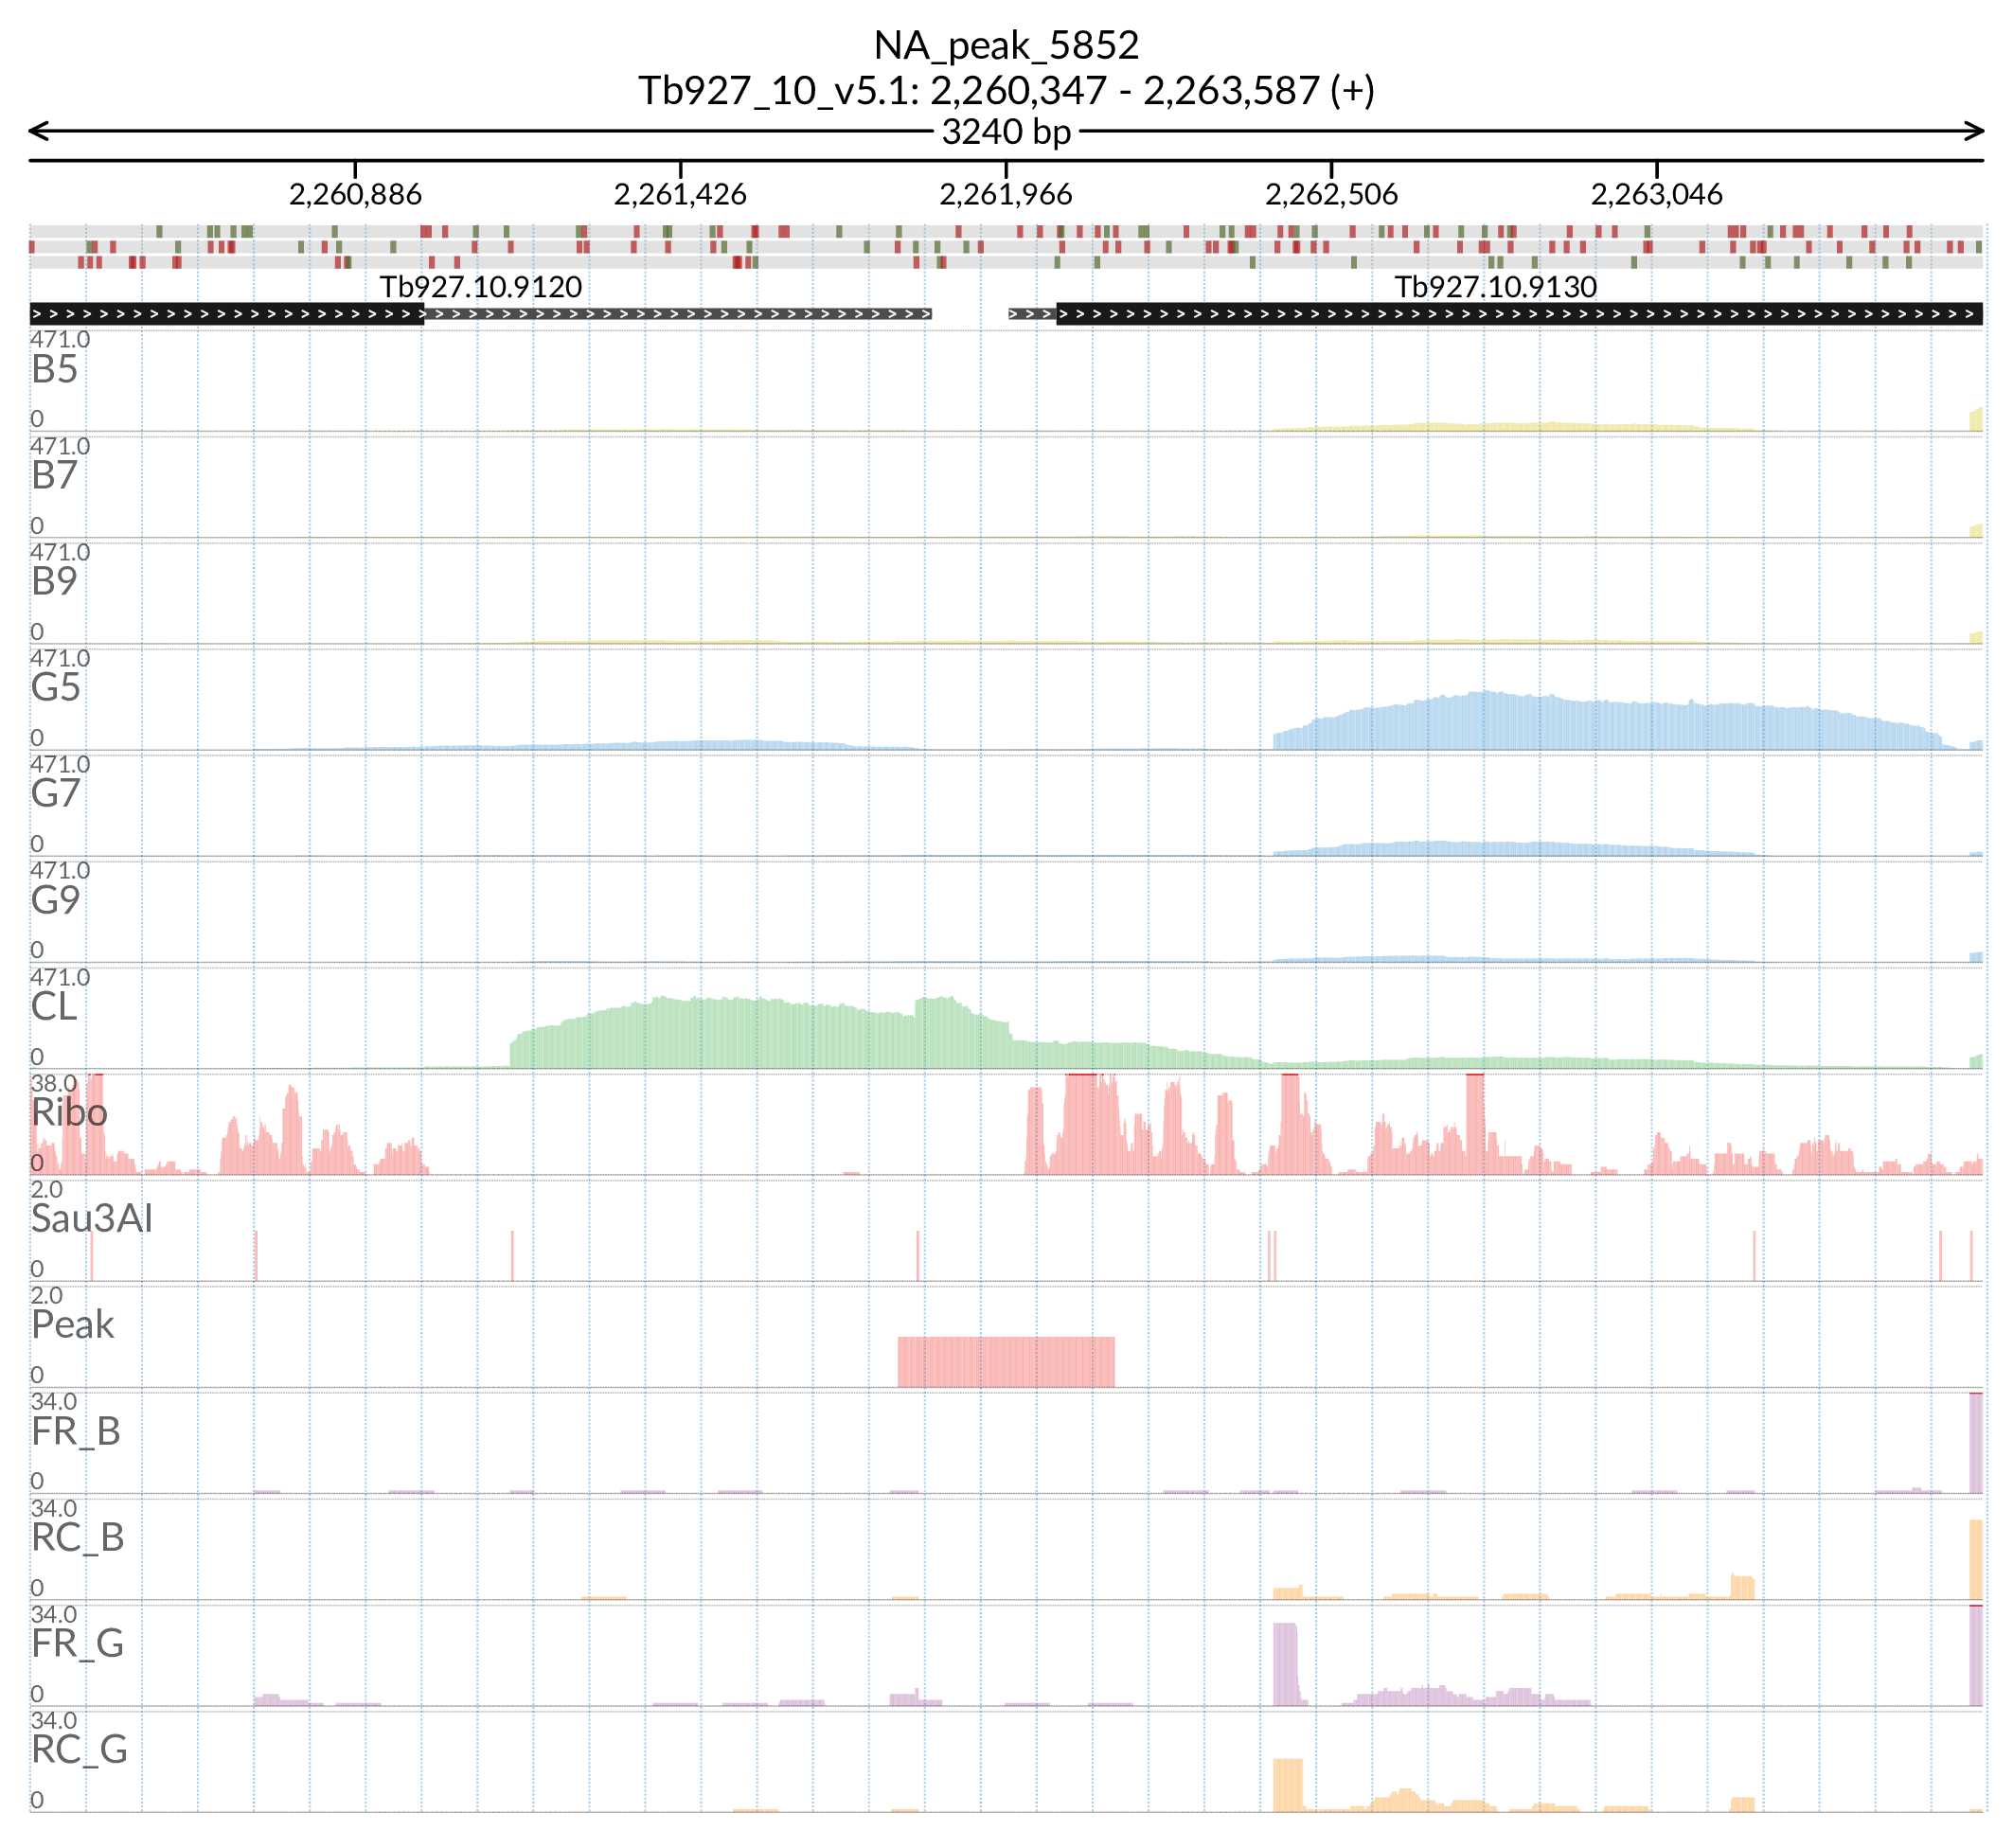 NA_peak_5852
Tb927_10_v5.1: 2,260,347 - 2,263,587 (+)
3240 bp
2,260,886 2,261,426 2,261,966 2,262,506 2,263,046
Tb927.10.9120 Tb927.10.9130
471.0
B5
0
471.0
B7
0
471.0
B9
0
471.0
G5
0
471.0
G7
0
471.0
G9
0
471.0
CL
0
38.0
Ribo
0
2.0
Sau3AI
0
2.0
Peak
0
34.0
FR_B
0
34.0
RC_B
0
34.0
FR_G
0
34.0
RC_G
0